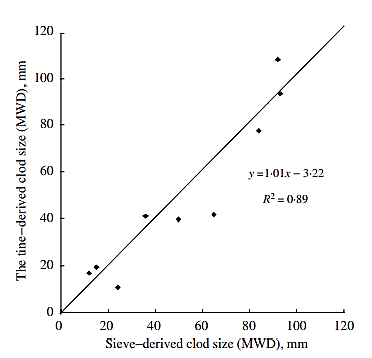 The tine–derived clod size (MWD), mm
120
100
80
60
40
20
0
y =1·01x – 3·22
R² = 0·89
0 20 40 60 80 100 120
Sieve–derived clod size (MWD), mm